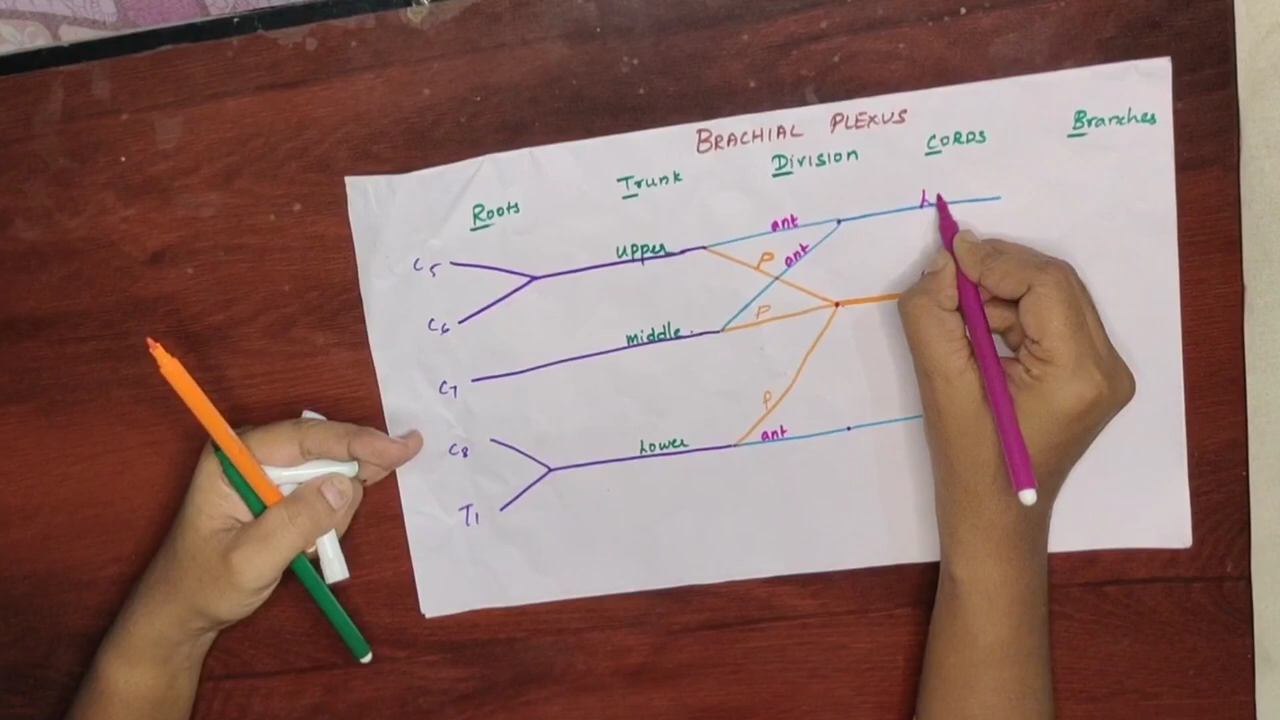 BRACHIAL PLEXUS
Roots Trunk Division CORDS Branches
C5 upper ant
ant
P
C6
C7 middle. P
C8 Lower P
ant
T1